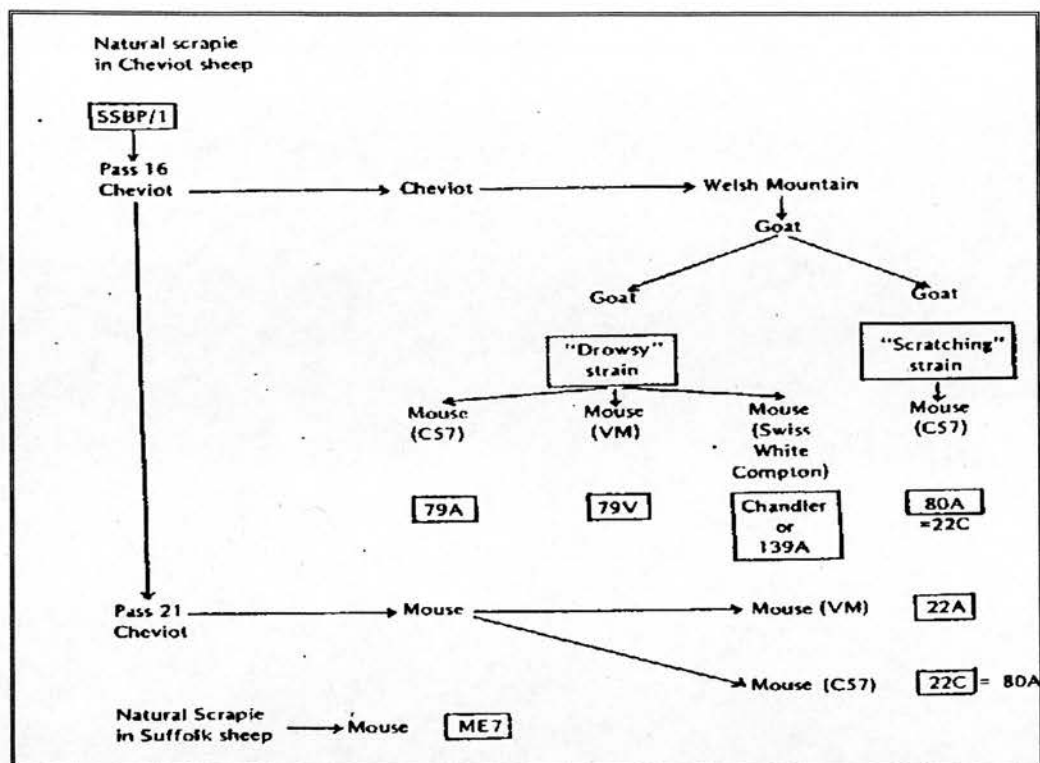 Natural scrapie
in Cheviot sheep
SSBP/1
Pass 16
Cheviot
Cheviot
Welsh Mountain
Goat
Goat
Goat
"Drowsy"
strain
"Scratching"
strain
Mouse
(C57)
Mouse
(VM)
Mouse
(Swiss
White
Compton)
Mouse
(C57)
79A
79V
Chandler
or
139A
80A
=22C
Pass 21
Cheviot
Mouse
Mouse (VM)
22A
Mouse (C57)
22C = 80A
Natural Scrapie
in Suffolk sheep
Mouse
ME7